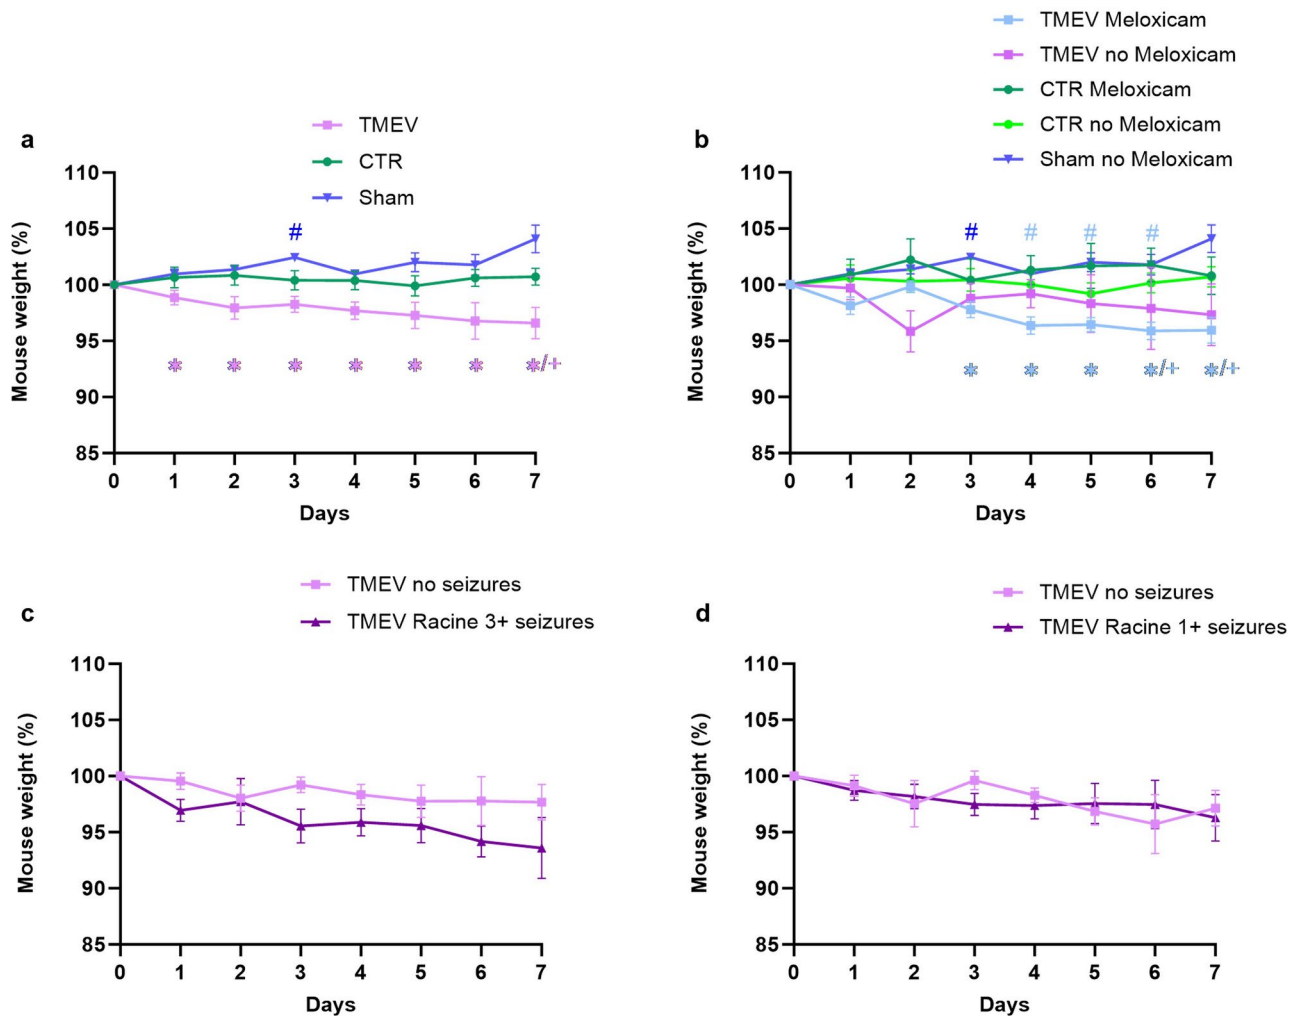 a
TMEV
CTR
Sham
Mouse weight (%)
110
105
100
95
90
85
#
* * * * * * */+
0 1 2 3 4 5 6 7
Days
b
TMEV Meloxicam
TMEV no Meloxicam
CTR Meloxicam
CTR no Meloxicam
Sham no Meloxicam
Mouse weight (%)
110
105
100
95
90
85
# # # #
* * * */+ */+
0 1 2 3 4 5 6 7
Days
c
TMEV no seizures
TMEV Racine 3+ seizures
Mouse weight (%)
110
105
100
95
90
85
0 1 2 3 4 5 6 7
Days
d
TMEV no seizures
TMEV Racine 1+ seizures
Mouse weight (%)
110
105
100
95
90
85
0 1 2 3 4 5 6 7
Days